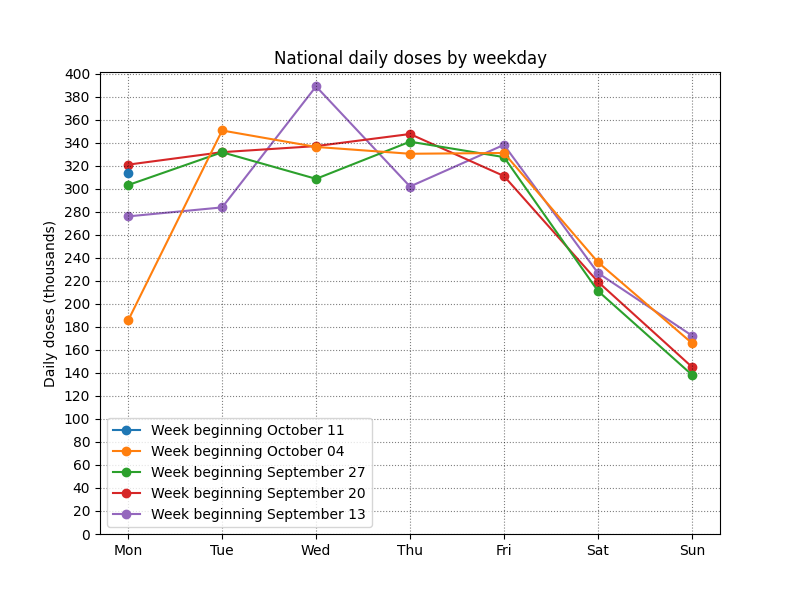 National daily doses by weekday
Daily doses (thousands)
400
380
360
340
320
300
280
260
240
220
200
180
160
140
120
100
80
60
40
20
0
Week beginning October 11
Week beginning October 04
Week beginning September 27
Week beginning September 20
Week beginning September 13
Mon Tue Wed Thu Fri Sat Sun